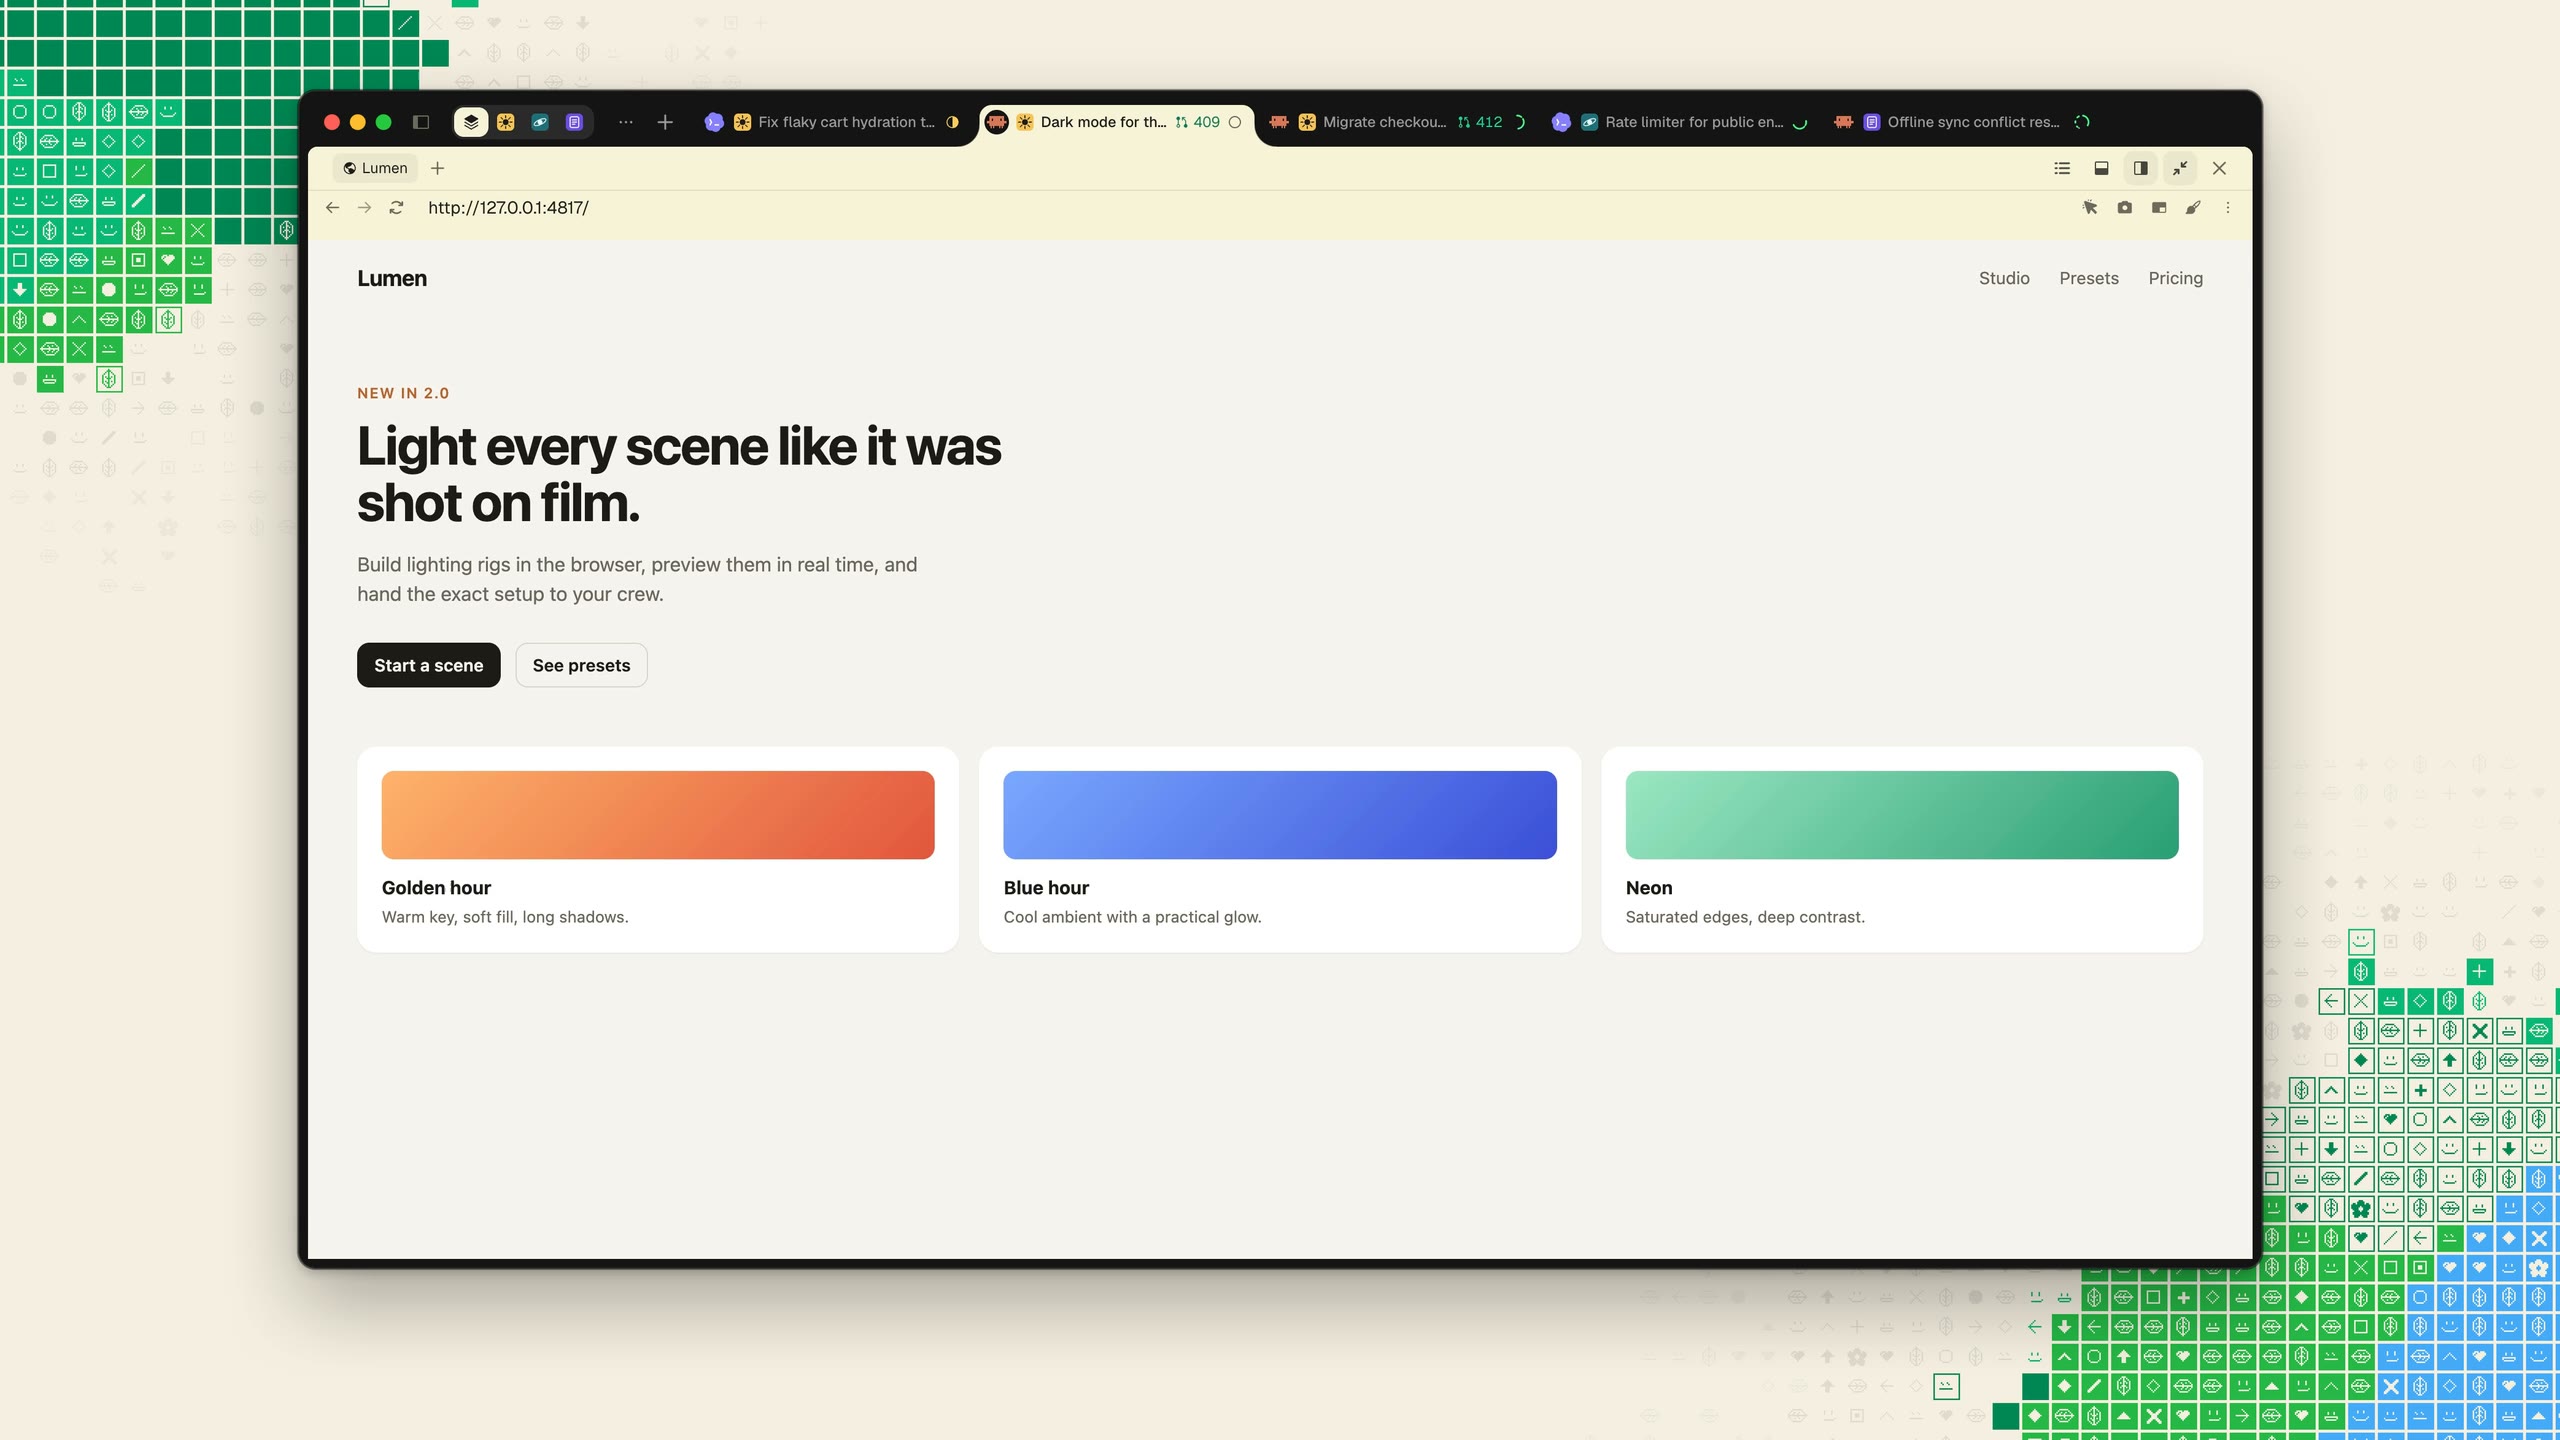 Fix flaky cart hydration t...
Dark mode for th... 409
Migrate checkou... 412
Rate limiter for public en...
Offline sync conflict res...
Lumen
http://127.0.0.1:4817/
Lumen
Studio Presets Pricing
NEW IN 2.0
Light every scene like it was
shot on film.
Build lighting rigs in the browser, preview them in real time, and
hand the exact setup to your crew.
Start a scene See presets
Golden hour
Warm key, soft fill, long shadows.
Blue hour
Cool ambient with a practical glow.
Neon
Saturated edges, deep contrast.